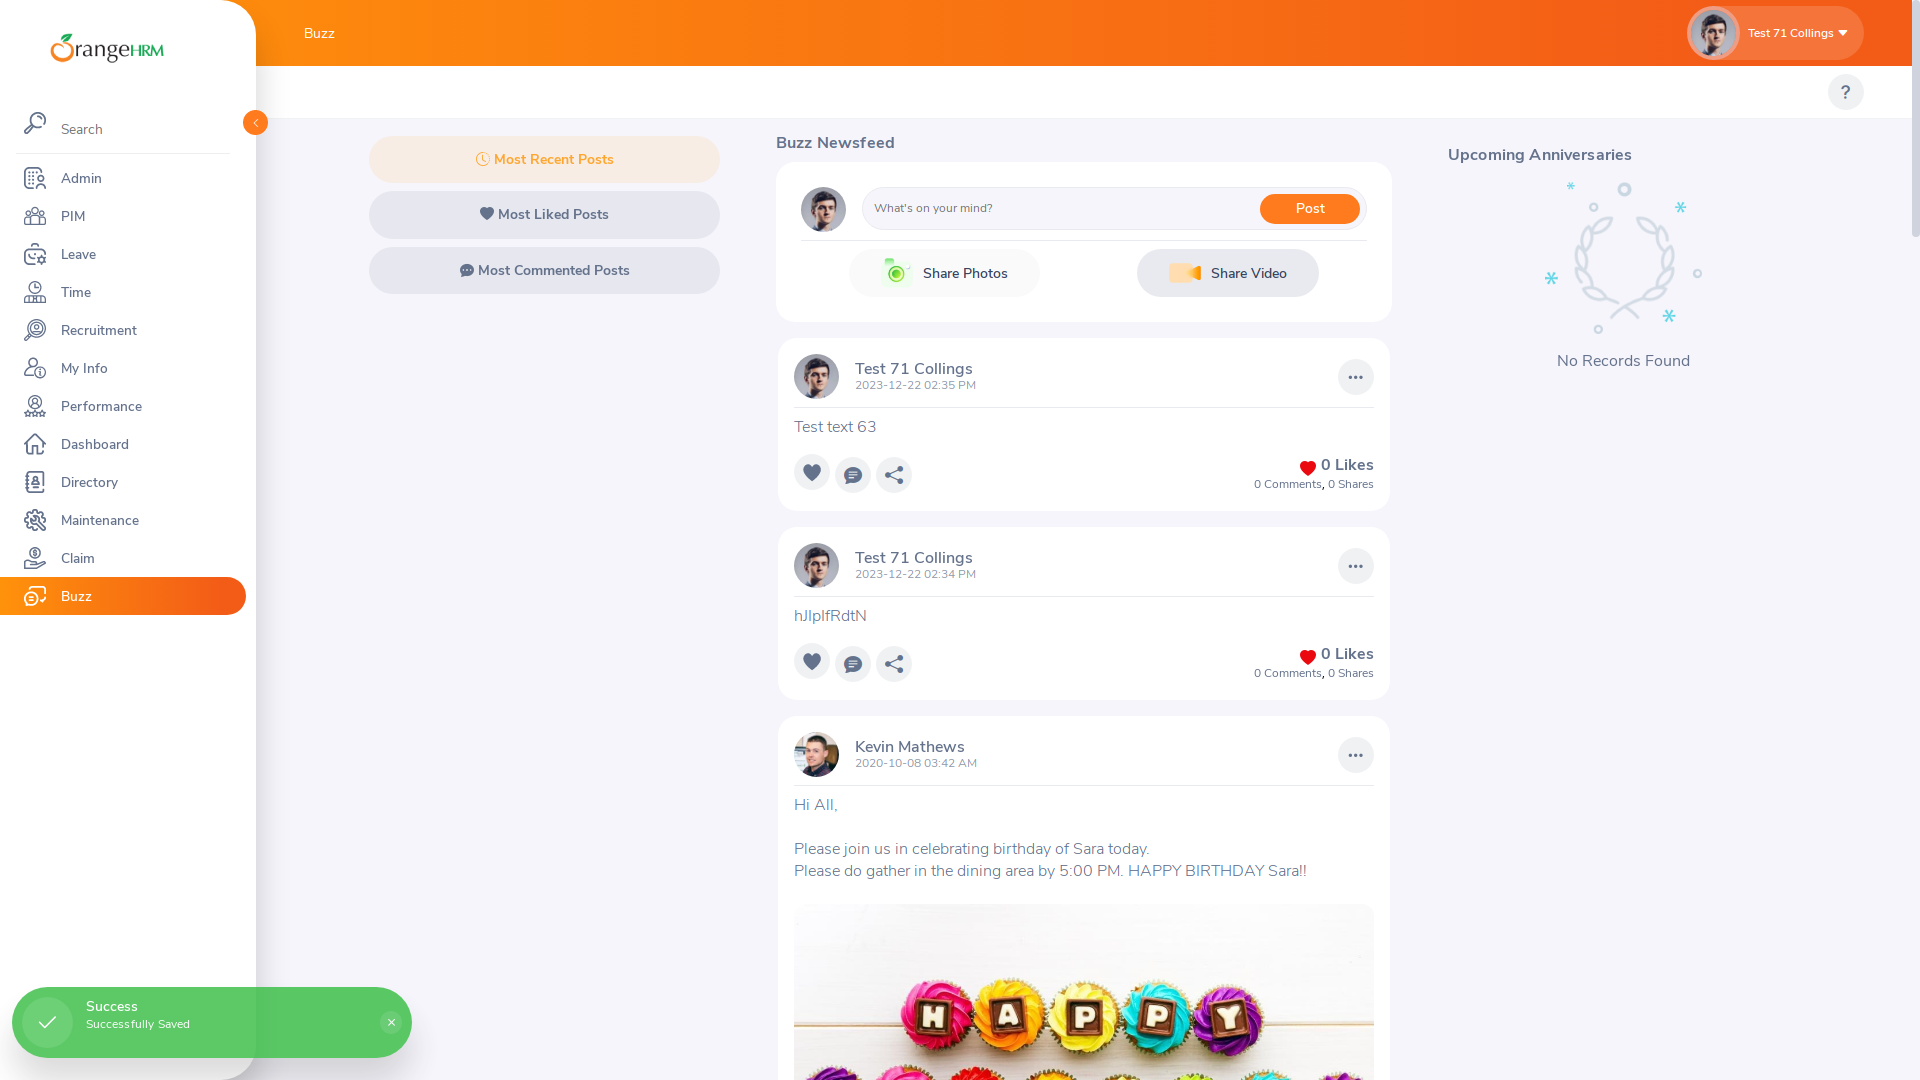 OrangeHRM
Search
Admin
PIM
Leave
Time
Recruitment
My Info
Performance
Dashboard
Directory
Maintenance
Claim
Buzz
Buzz
Test 71 Collings
?
Most Recent Posts
Most Liked Posts
Most Commented Posts
Buzz Newsfeed
What's on your mind?
Post
Share Photos
Share Video
Test 71 Collings
2023-12-22 02:35 PM
Test text 63
0 Likes
0 Comments, 0 Shares
Test 71 Collings
2023-12-22 02:34 PM
hJIpIfRdtN
0 Likes
0 Comments, 0 Shares
Kevin Mathews
2020-10-08 03:42 AM
Hi All,
Please join us in celebrating birthday of Sara today.
Please do gather in the dining area by 5:00 PM. HAPPY BIRTHDAY Sara!!
HAPPY
Upcoming Anniversaries
No Records Found
Success
Successfully Saved